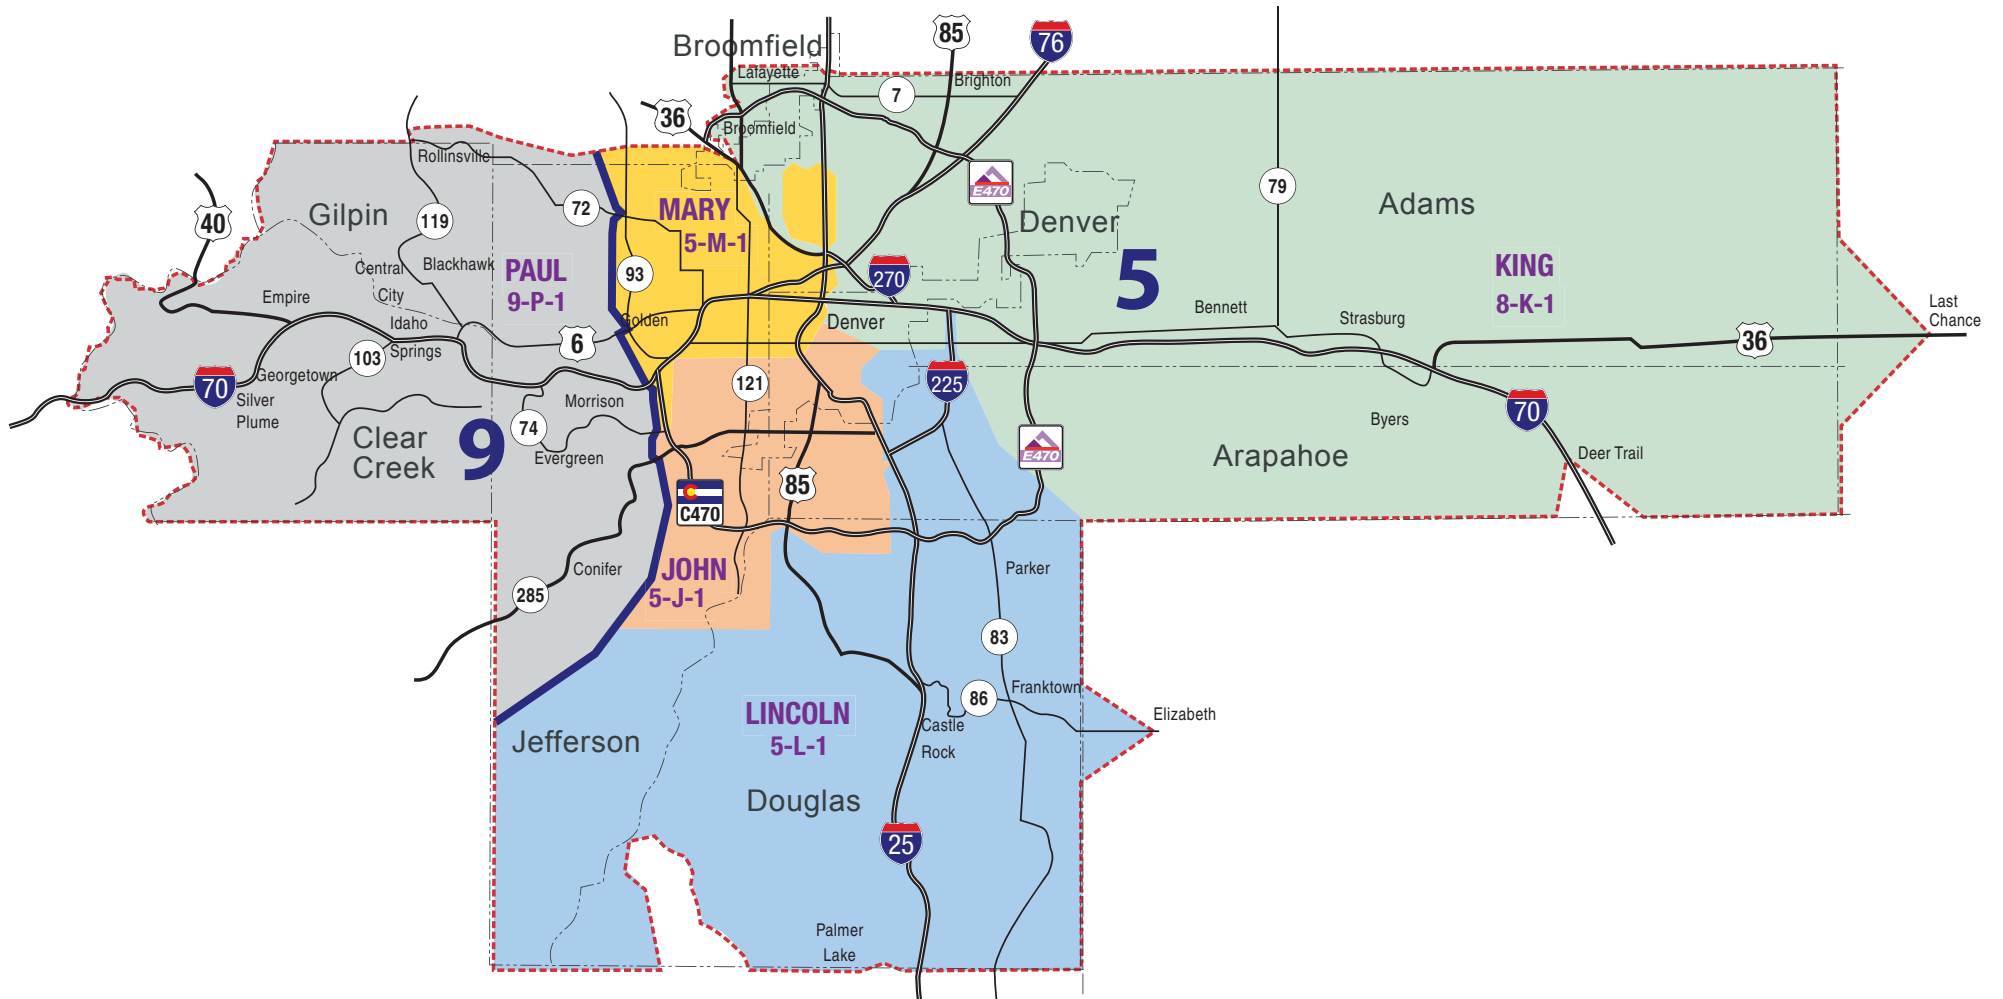 Broomfield
85
76
Lafayette
Brighton
7
36
Broomfield
Rollinsville
E470
79
40
Gilpin
119
72
MARY
5-M-1
Denver
Adams
Central
City
Blackhawk
PAUL
9-P-1
93
270
5
KING
8-K-1
Empire
Idaho
Springs
Golden
Denver
Bennett
Strasburg
Last
Chance
6
36
103
70
Georgetown
Silver
Plume
121
225
Morrison
74
Evergreen
Clear
Creek
9
70
Byers
E470
Arapahoe
Deer Trail
85
C470
Conifer
285
JOHN
5-J-1
Parker
83
86
Franktown
Elizabeth
LINCOLN
5-L-1
Castle
Rock
Jefferson
Douglas
25
Palmer
Lake